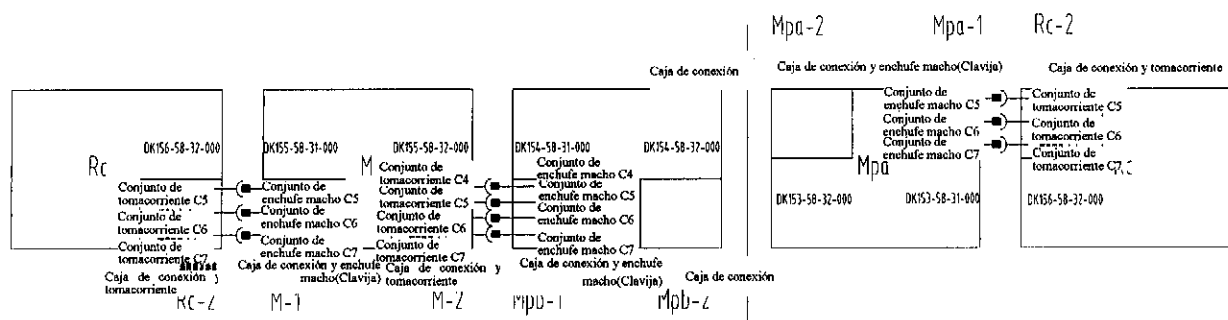 Mpa-2
Mpa-1
Rc-2
Caja de conexión
Caja de conexión y enchufe macho(Clavija)
Caja de conexión y tomacorriente
Conjunto de
enchufe macho C5
Conjunto de
enchufe macho C6
Conjunto de
enchufe macho C7
Conjunto de
tomacorriente C5
Conjunto de
tomacorriente C6
Conjunto de
tomacorriente C7
Mpa
DK153-58-32-000
DK153-58-31-000
DK156-58-32-000
DK156-58-32-000
DK155-58-31-000
DK155-58-32-000
DK154-58-31-000
DK154-58-32-000
Rc
M
Conjunto de
tomacorriente C5
Conjunto de
tomacorriente C6
Conjunto de
tomacorriente C7
Conjunto de
enchufe macho C5
Conjunto de
enchufe macho C6
Conjunto de
enchufe macho C7
Conjunto de
tomacorriente C4
Conjunto de
tomacorriente C5
Conjunto de
tomacorriente C6
Conjunto de
tomacorriente C7
Conjunto de
enchufe macho C4
Conjunto de
enchufe macho C5
Conjunto de
enchufe macho C6
Conjunto de
enchufe macho C7
Caja de conexión y
tomacorriente
Caja de conexión y enchufe
macho(Clavija)
Caja de conexión y
tomacorriente
Caja de conexión y enchufe
macho(Clavija)
Caja de conexión
Rc-2
M-1
M-2
Mpb-1
Mpb-2